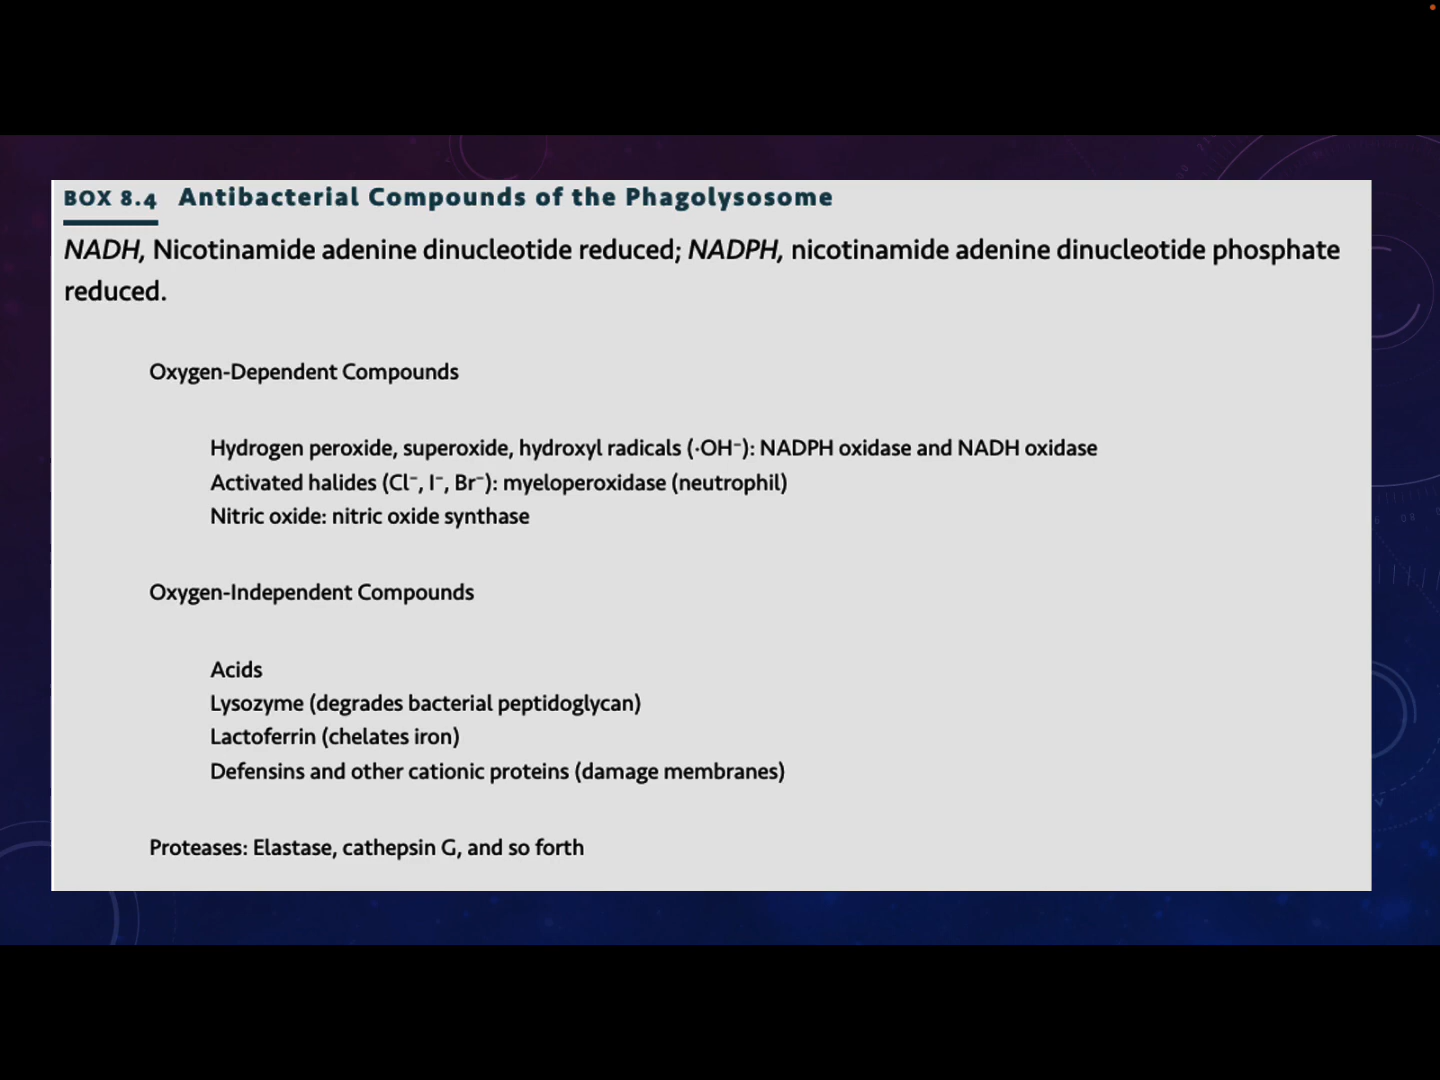 BOX 8.4 Antibacterial Compounds of the Phagolysosome
NADH, Nicotinamide adenine dinucleotide reduced; NADPH, nicotinamide adenine dinucleotide phosphate
reduced.
Oxygen-Dependent Compounds
Hydrogen peroxide, superoxide, hydroxyl radicals (·OH⁻): NADPH oxidase and NADH oxidase
Activated halides (Cl⁻, I⁻, Br⁻): myeloperoxidase (neutrophil)
Nitric oxide: nitric oxide synthase
Oxygen-Independent Compounds
Acids
Lysozyme (degrades bacterial peptidoglycan)
Lactoferrin (chelates iron)
Defensins and other cationic proteins (damage membranes)
Proteases: Elastase, cathepsin G, and so forth